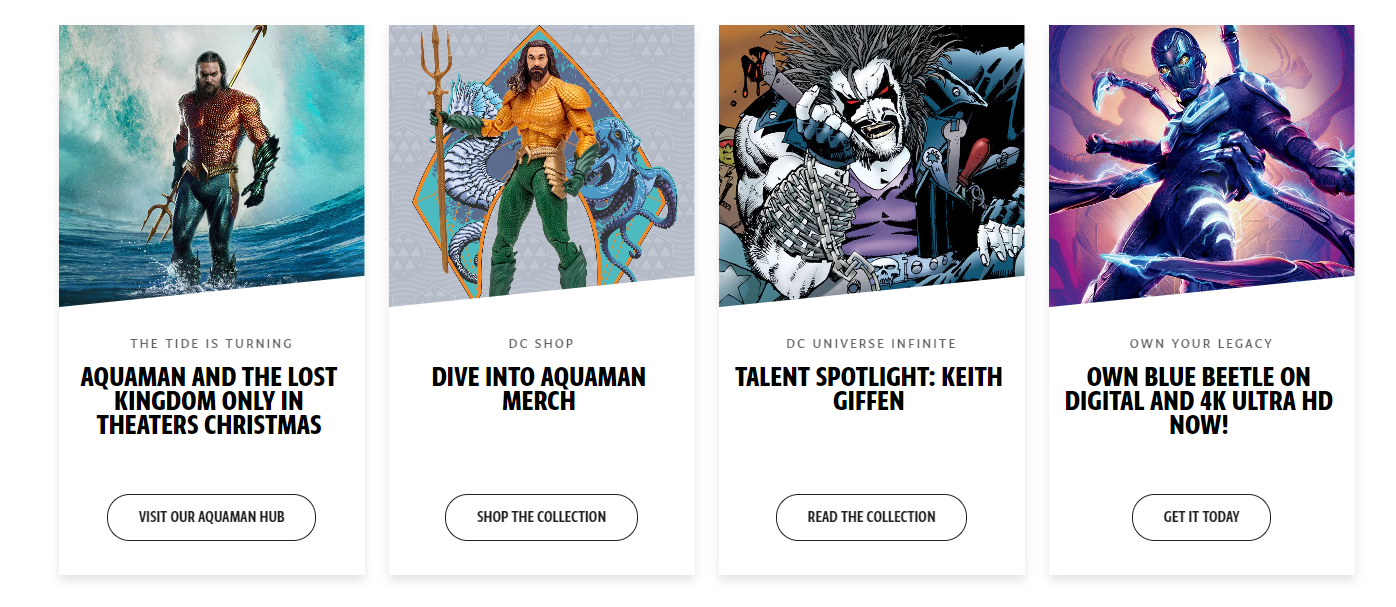 THE TIDE IS TURNING
AQUAMAN AND THE LOST
KINGDOM ONLY IN
THEATERS CHRISTMAS
VISIT OUR AQUAMAN HUB
DC SHOP
DIVE INTO AQUAMAN
MERCH
SHOP THE COLLECTION
DC UNIVERSE INFINITE
TALENT SPOTLIGHT: KEITH
GIFFEN
READ THE COLLECTION
OWN YOUR LEGACY
OWN BLUE BEETLE ON
DIGITAL AND 4K ULTRA HD
NOW!
GET IT TODAY